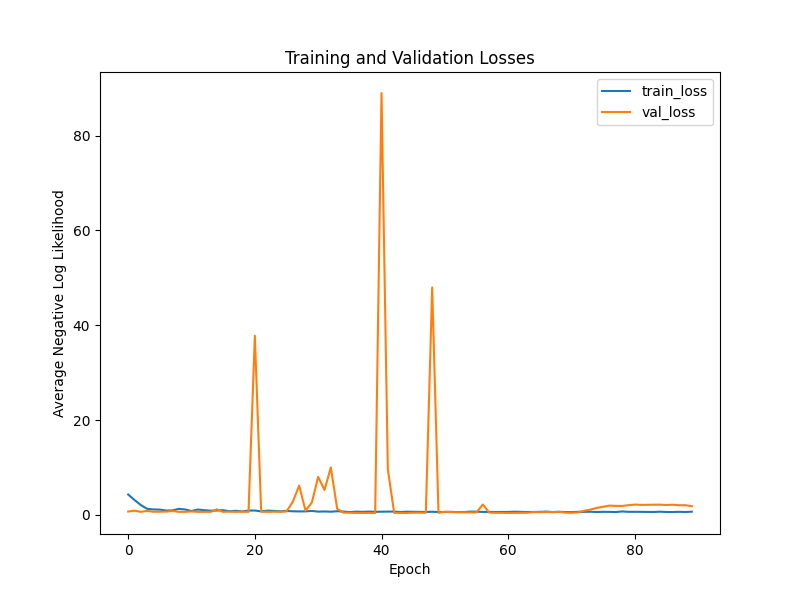 Training and Validation Losses
train_loss
val_loss
Average Negative Log Likelihood
80
60
40
20
0
0 20 40 60 80
Epoch